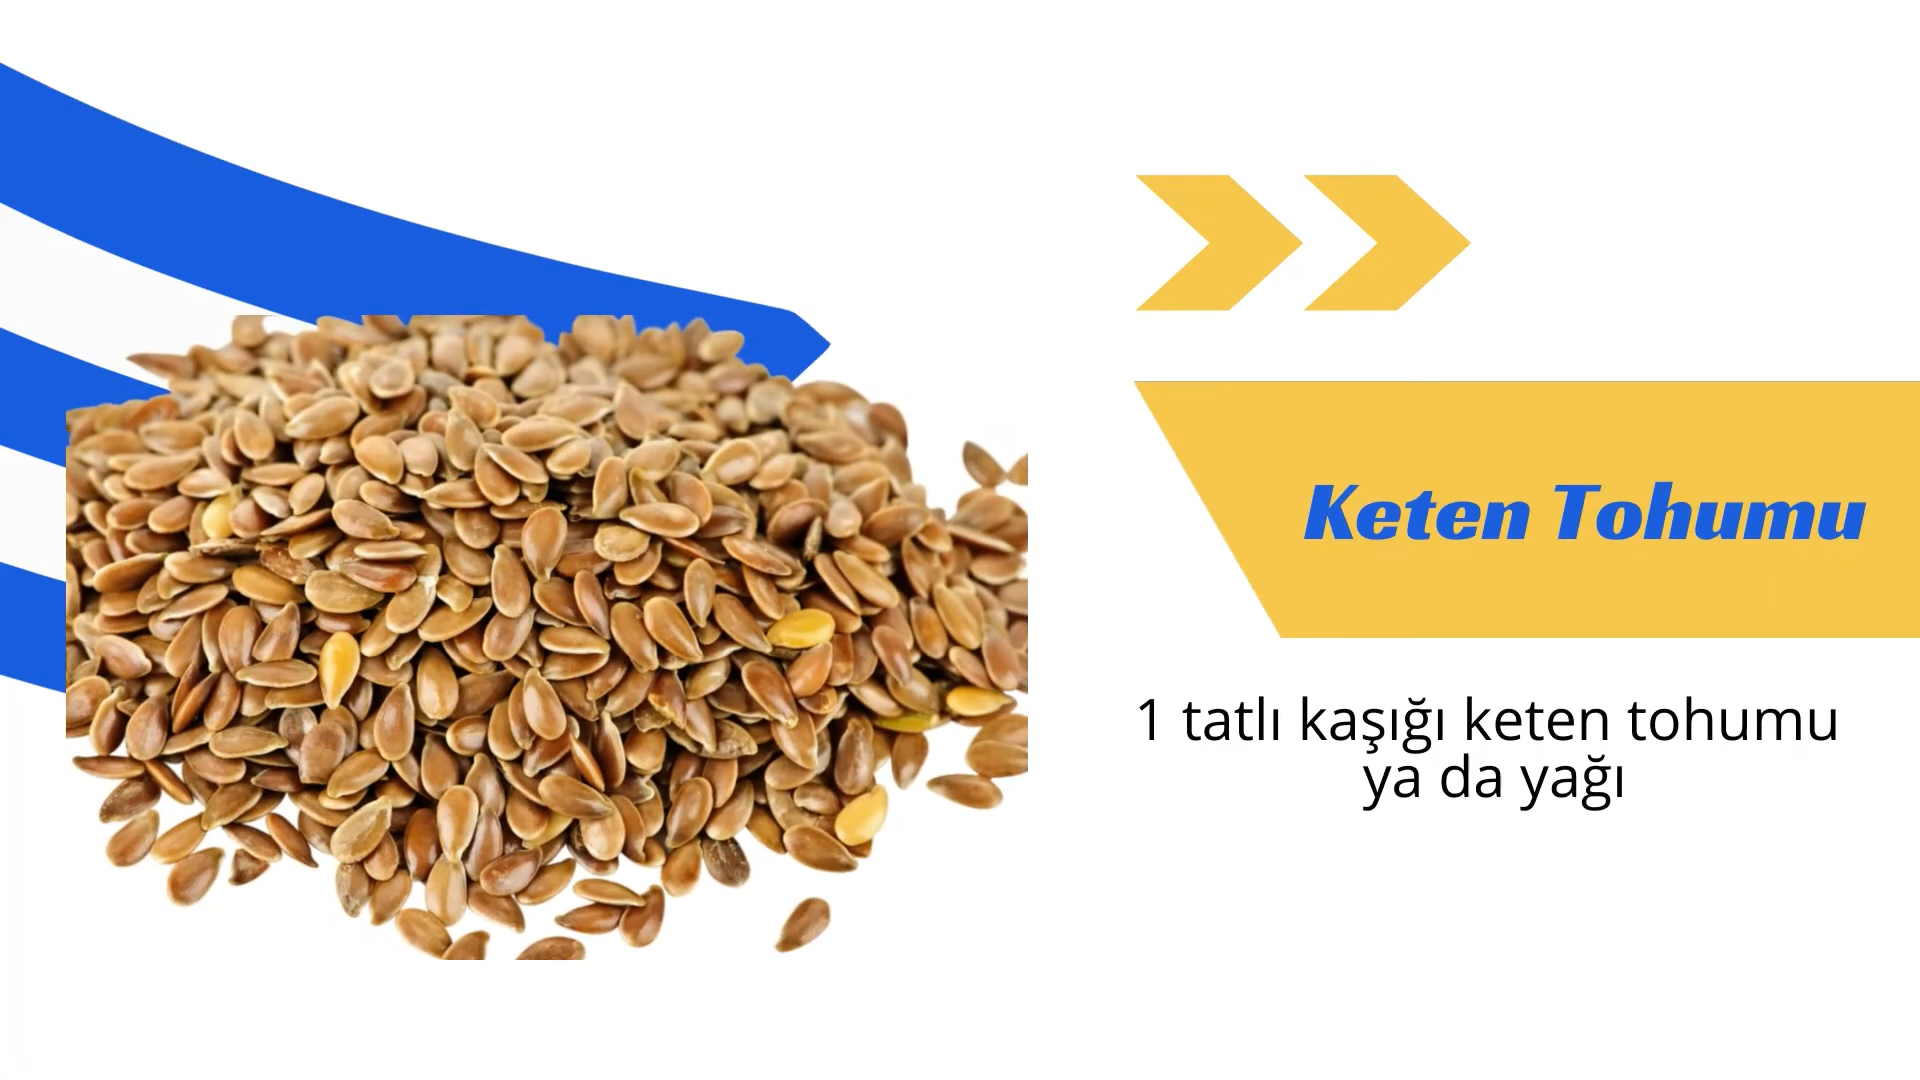 Keten Tohumu
1 tatlı kaşığı keten tohumu
ya da yağı